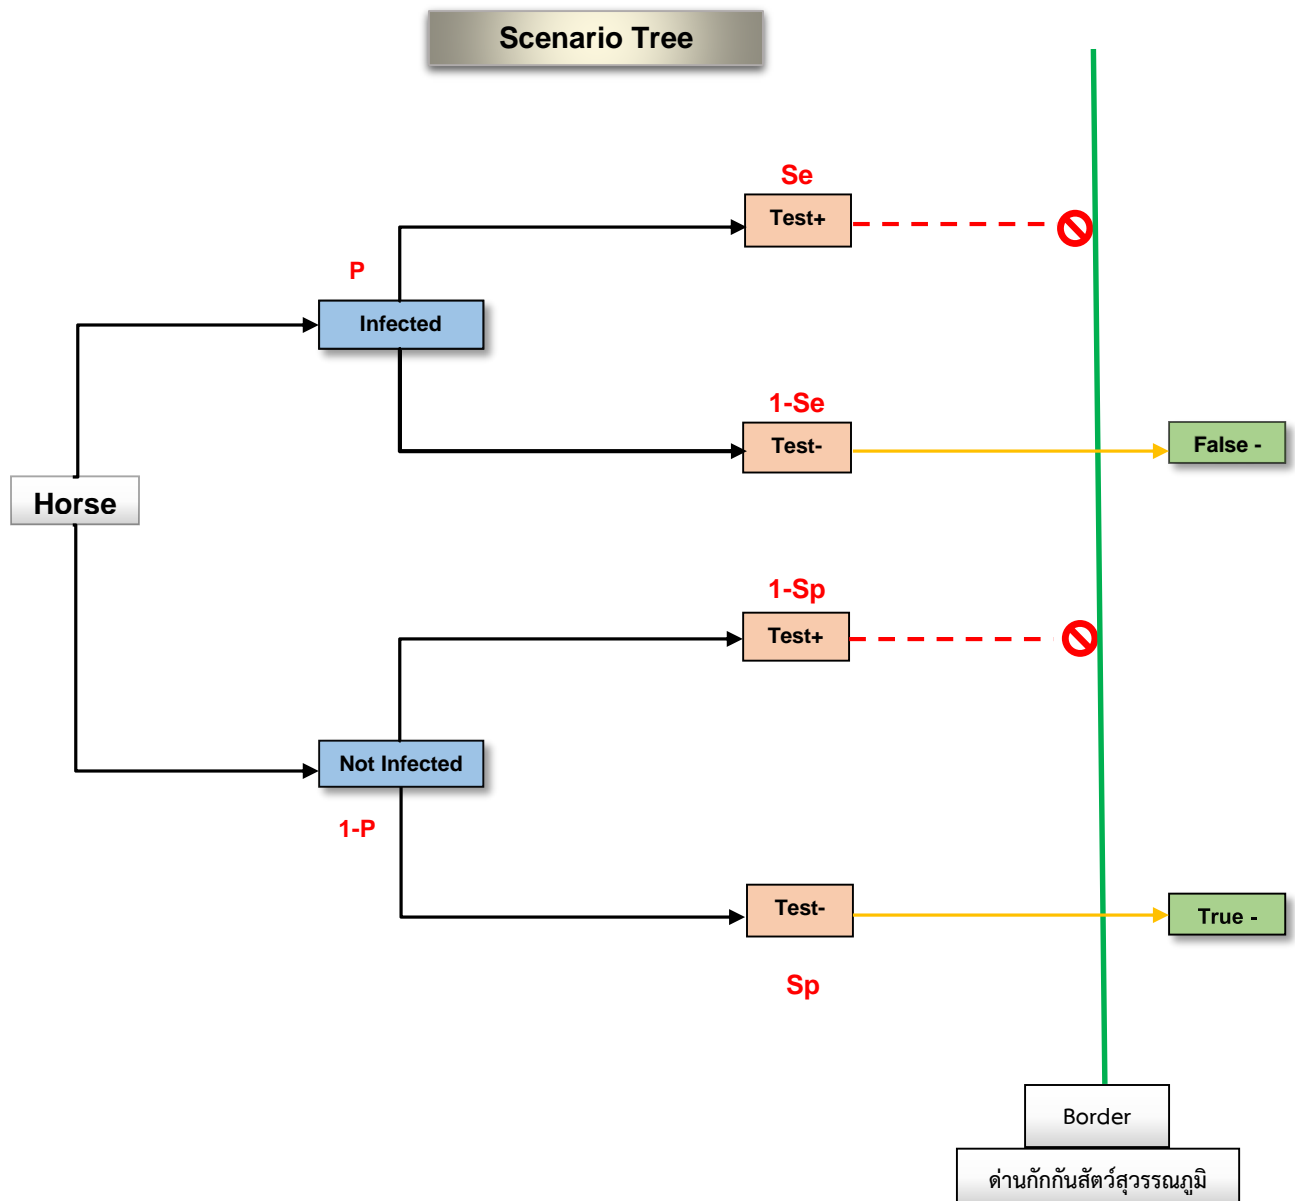 Scenario Tree
Se
Test+
P
Infected
1-Se
Test-
False -
Horse
1-Sp
Test+
Not Infected
1-P
Test-
True -
Sp
Border
ด่านกักกันสัตว์สุวรรณภูมิ